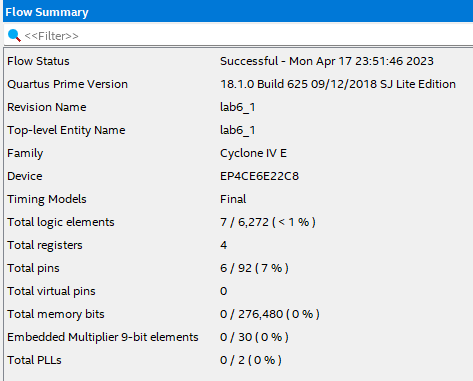 Flow Summary
<<Filter>>
Flow Status Successful - Mon Apr 17 23:51:46 2023
Quartus Prime Version 18.1.0 Build 625 09/12/2018 SJ Lite Edition
Revision Name lab6_1
Top-level Entity Name lab6_1
Family Cyclone IV E
Device EP4CE6E22C8
Timing Models Final
Total logic elements 7 / 6,272 ( < 1 % )
Total registers 4
Total pins 6 / 92 ( 7 % )
Total virtual pins 0
Total memory bits 0 / 276,480 ( 0 % )
Embedded Multiplier 9-bit elements 0 / 30 ( 0 % )
Total PLLs 0 / 2 ( 0 % )